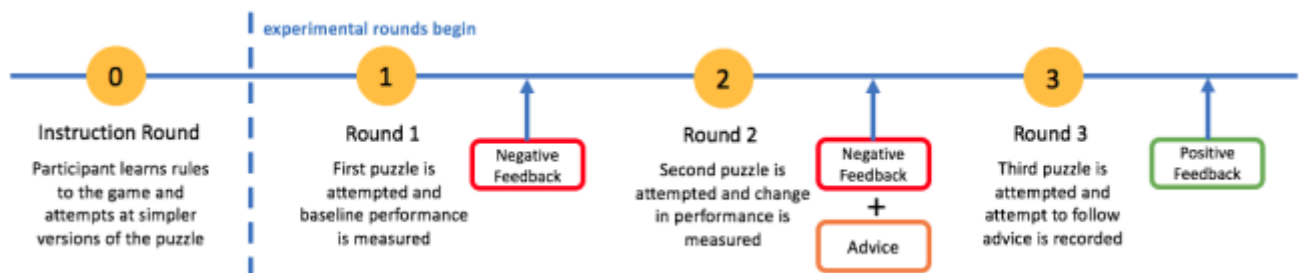 experimental rounds begin
0
1
2
3
Instruction Round
Participant learns rules
to the game and
attempts at simpler
versions of the puzzle
Round 1
First puzzle is
attempted and
baseline performance
is measured
Negative
Feedback
Round 2
Second puzzle is
attempted and change
in performance is
measured
Negative
Feedback
+
Advice
Round 3
Third puzzle is
attempted and
attempt to follow
advice is recorded
Positive
Feedback